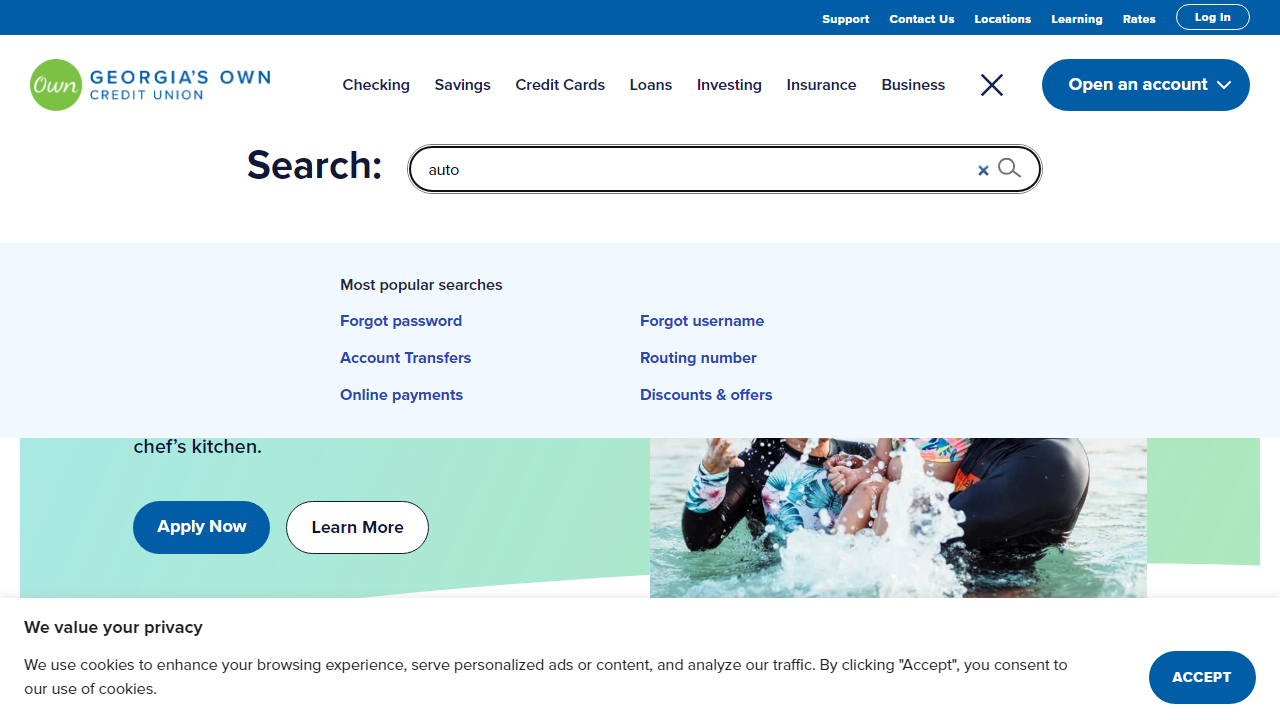 Support Contact Us Locations Learning Rates Log In
Own GEORGIA'S OWN
CREDIT UNION
Checking Savings Credit Cards Loans Investing Insurance Business Open an account
Search: auto
Most popular searches
Forgot password Forgot username
Account Transfers Routing number
Online payments Discounts & offers
chef's kitchen.
Apply Now Learn More
We value your privacy
We use cookies to enhance your browsing experience, serve personalized ads or content, and analyze our traffic. By clicking "Accept", you consent to
our use of cookies.
ACCEPT